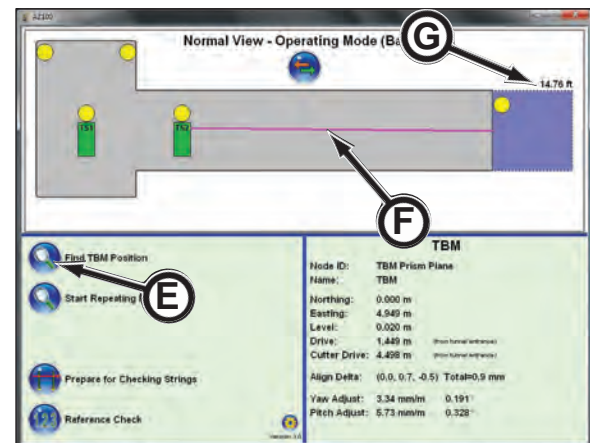 AZ100
Normal View - Operating Mode (Ba
G
14.76 ft
TS1
TS2
F
E
Find TBM Position
Start Repeating
Prepare for Checking Strings
Reference Check
TBM
Node ID: TBM Prism Plane
Name: TBM
Northing: 0.000 m
Easting: 4.949 m
Level: 0.020 m
Drive: 1.449 m (from tunnel entrance)
Cutter Drive: 4.498 m (from tunnel entrance)
Align Delta: (0.0, 0.7, -0.5) Total=0.9 mm
Yaw Adjust: 3.34 mm/m 0.191°
Pitch Adjust: 5.73 mm/m 0.328°